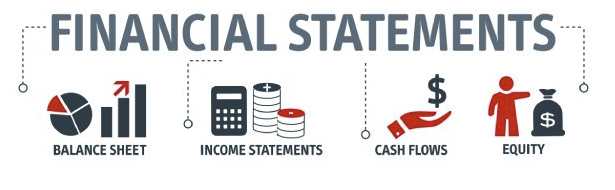 FINANCIAL STATEMENTS
$
$
BALANCE SHEET
INCOME STATEMENTS
CASH FLOWS
EQUITY